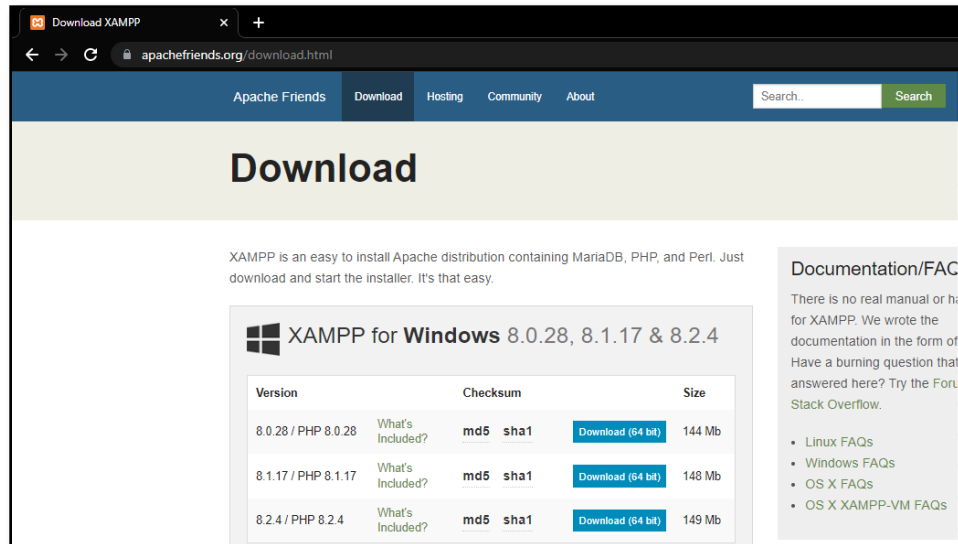 Download XAMPP
apachefriends.org/download.html
Apache Friends Download Hosting Community About Search.. Search
Download
XAMPP is an easy to install Apache distribution containing MariaDB, PHP, and Perl. Just
download and start the installer. It's that easy.
XAMPP for Windows 8.0.28, 8.1.17 & 8.2.4
Version Checksum Size
8.0.28 / PHP 8.0.28 What's Included? md5 sha1 Download (64 bit) 144 Mb
8.1.17 / PHP 8.1.17 What's Included? md5 sha1 Download (64 bit) 148 Mb
8.2.4 / PHP 8.2.4 What's Included? md5 sha1 Download (64 bit) 149 Mb
Documentation/FAQ
There is no real manual or
for XAMPP. We wrote the
documentation in the form of
Have a burning question that
answered here? Try the
Stack Overflow.
• Linux FAQs
• Windows FAQs
• OS X FAQs
• OS X XAMPP-VM FAQs